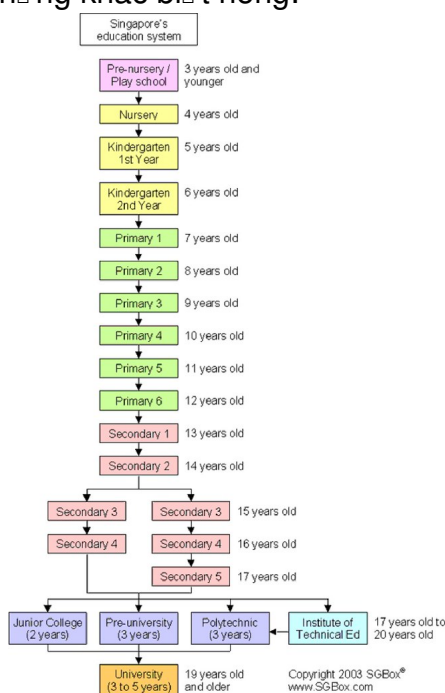 khác biệt riêng.
Singapore's
education system
Pre-nursery /
Play school
3 years old and
younger
Nursery
4 years old
Kindergarten
1st Year
5 years old
Kindergarten
2nd Year
6 years old
Primary 1
7 years old
Primary 2
8 years old
Primary 3
9 years old
Primary 4
10 years old
Primary 5
11 years old
Primary 6
12 years old
Secondary 1
13 years old
Secondary 2
14 years old
Secondary 3
Secondary 3
15 years old
Secondary 4
Secondary 4
16 years old
Secondary 5
17 years old
Junior College
(2 years)
Pre-university
(3 years)
Polytechnic
(3 years)
Institute of
Technical Ed
17 years old to
20 years old
University
(3 to 5 years)
19 years old
and older
Copyright 2003 SGBox®
www.SGBox.com